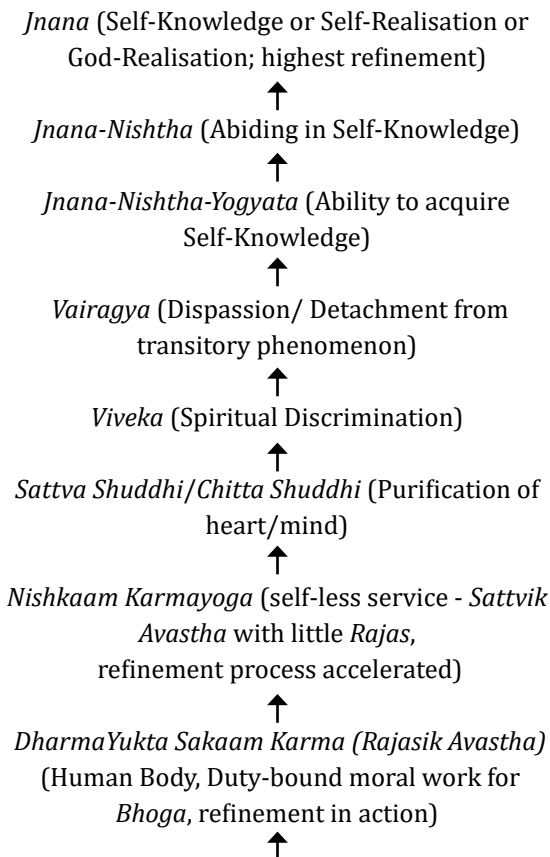 Jnana (Self-Knowledge or Self-Realisation or
God-Realisation; highest refinement)
Jnana-Nishtha (Abiding in Self-Knowledge)
Jnana-Nishtha-Yogyata (Ability to acquire
Self-Knowledge)
Vairagya (Dispassion/ Detachment from
transitory phenomenon)
Viveka (Spiritual Discrimination)
Sattva Shuddhi/Chitta Shuddhi (Purification of
heart/mind)
Nishkaam Karmayoga (self-less service - Sattvik
Avastha with little Rajas,
refinement process accelerated)
DharmaYukta Sakaam Karma (Rajasik Avastha)
(Human Body, Duty-bound moral work for
Bhoga, refinement in action)